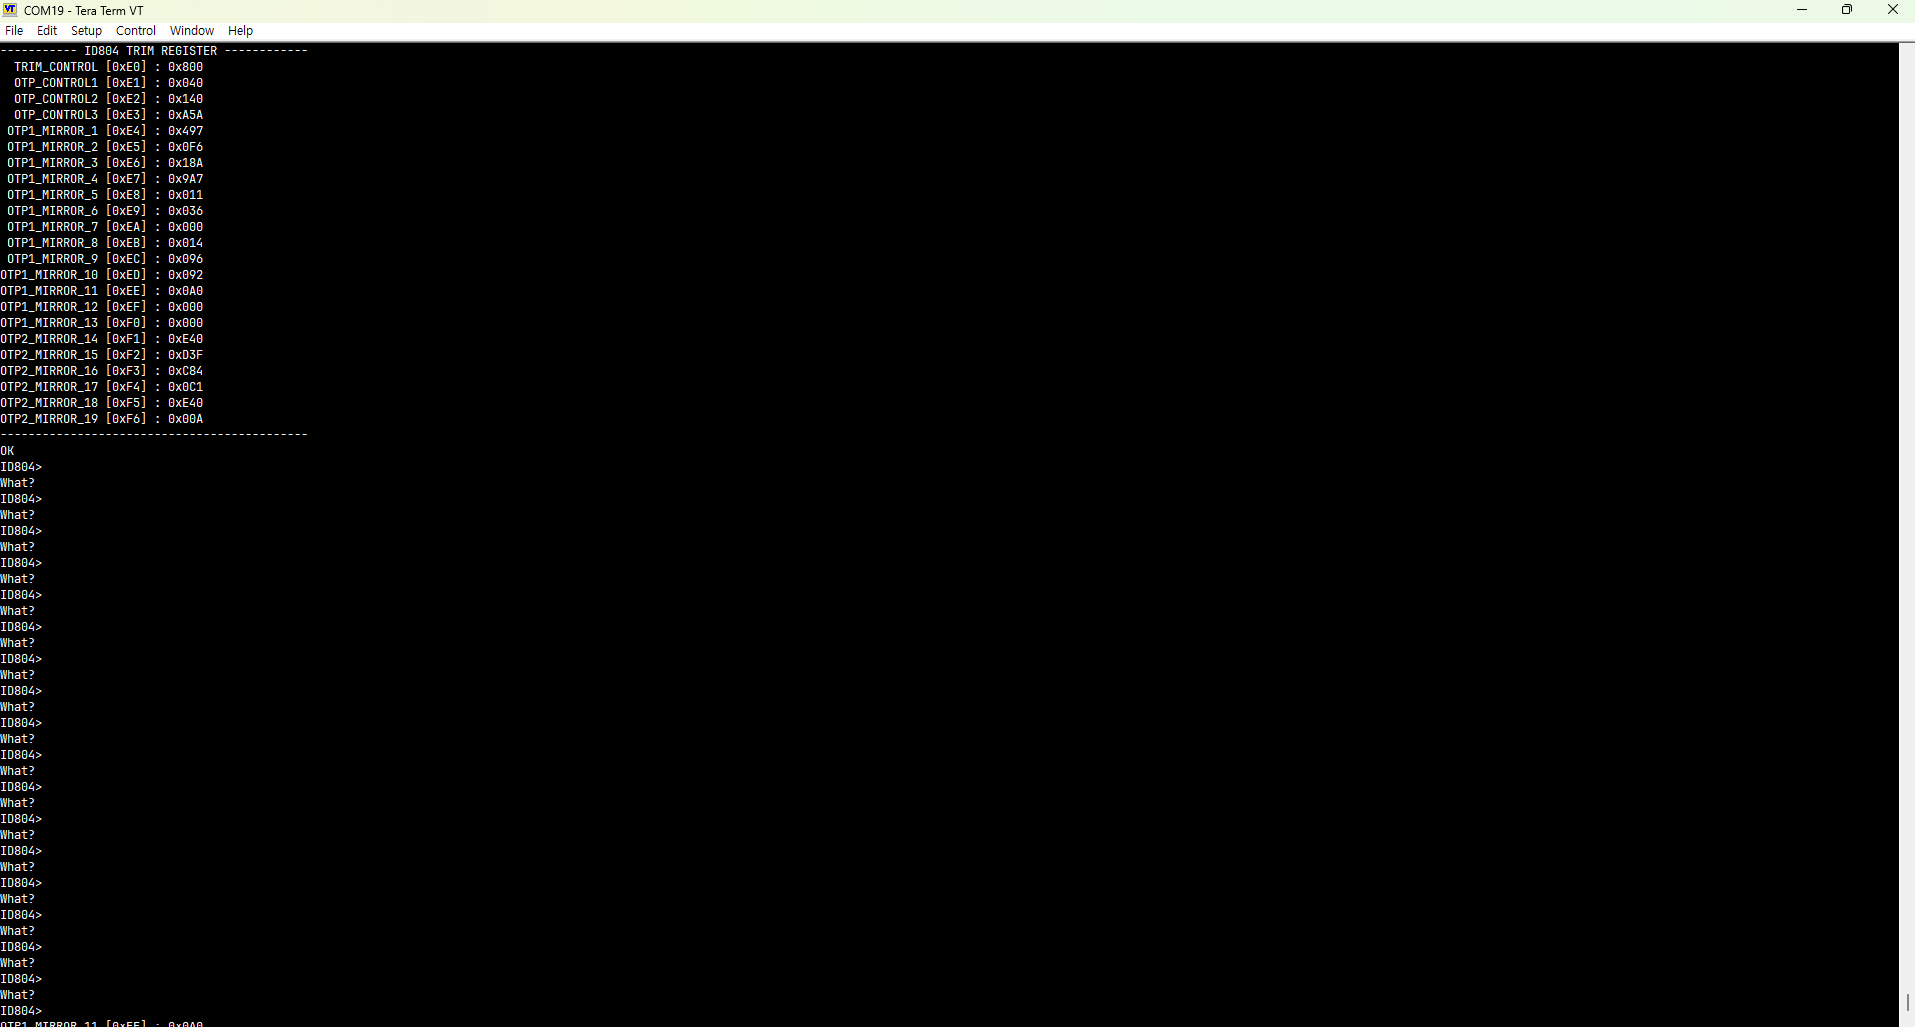 COM19 - Tera Term VT
File Edit Setup Control Window Help
----------- ID804 TRIM REGISTER ------------
TRIM_CONTROL [0xE0] : 0x800
OTP_CONTROL1 [0xE1] : 0x040
OTP_CONTROL2 [0xE2] : 0x140
OTP_CONTROL3 [0xE3] : 0xA5A
OTP1_MIRROR_1 [0xE4] : 0x497
OTP1_MIRROR_2 [0xE5] : 0x0F6
OTP1_MIRROR_3 [0xE6] : 0x18A
OTP1_MIRROR_4 [0xE7] : 0x9A7
OTP1_MIRROR_5 [0xE8] : 0x011
OTP1_MIRROR_6 [0xE9] : 0x036
OTP1_MIRROR_7 [0xEA] : 0x000
OTP1_MIRROR_8 [0xEB] : 0x014
OTP1_MIRROR_9 [0xEC] : 0x096
OTP1_MIRROR_10 [0xED] : 0x092
OTP1_MIRROR_11 [0xEE] : 0x0A0
OTP1_MIRROR_12 [0xEF] : 0x000
OTP1_MIRROR_13 [0xF0] : 0x000
OTP2_MIRROR_14 [0xF1] : 0xE40
OTP2_MIRROR_15 [0xF2] : 0xD3F
OTP2_MIRROR_16 [0xF3] : 0xC84
OTP2_MIRROR_17 [0xF4] : 0x0C1
OTP2_MIRROR_18 [0xF5] : 0xE40
OTP2_MIRROR_19 [0xF6] : 0x00A
--------------------------------------------
OK
ID804>
What?
ID804>
What?
ID804>
What?
ID804>
What?
ID804>
What?
ID804>
What?
ID804>
What?
ID804>
What?
ID804>
What?
ID804>
What?
ID804>
What?
ID804>
What?
ID804>
What?
ID804>
What?
ID804>
What?
ID804>
What?
ID804>
What?
ID804>
OTP1_MIRROR_11 [0xEE] : 0x0A0